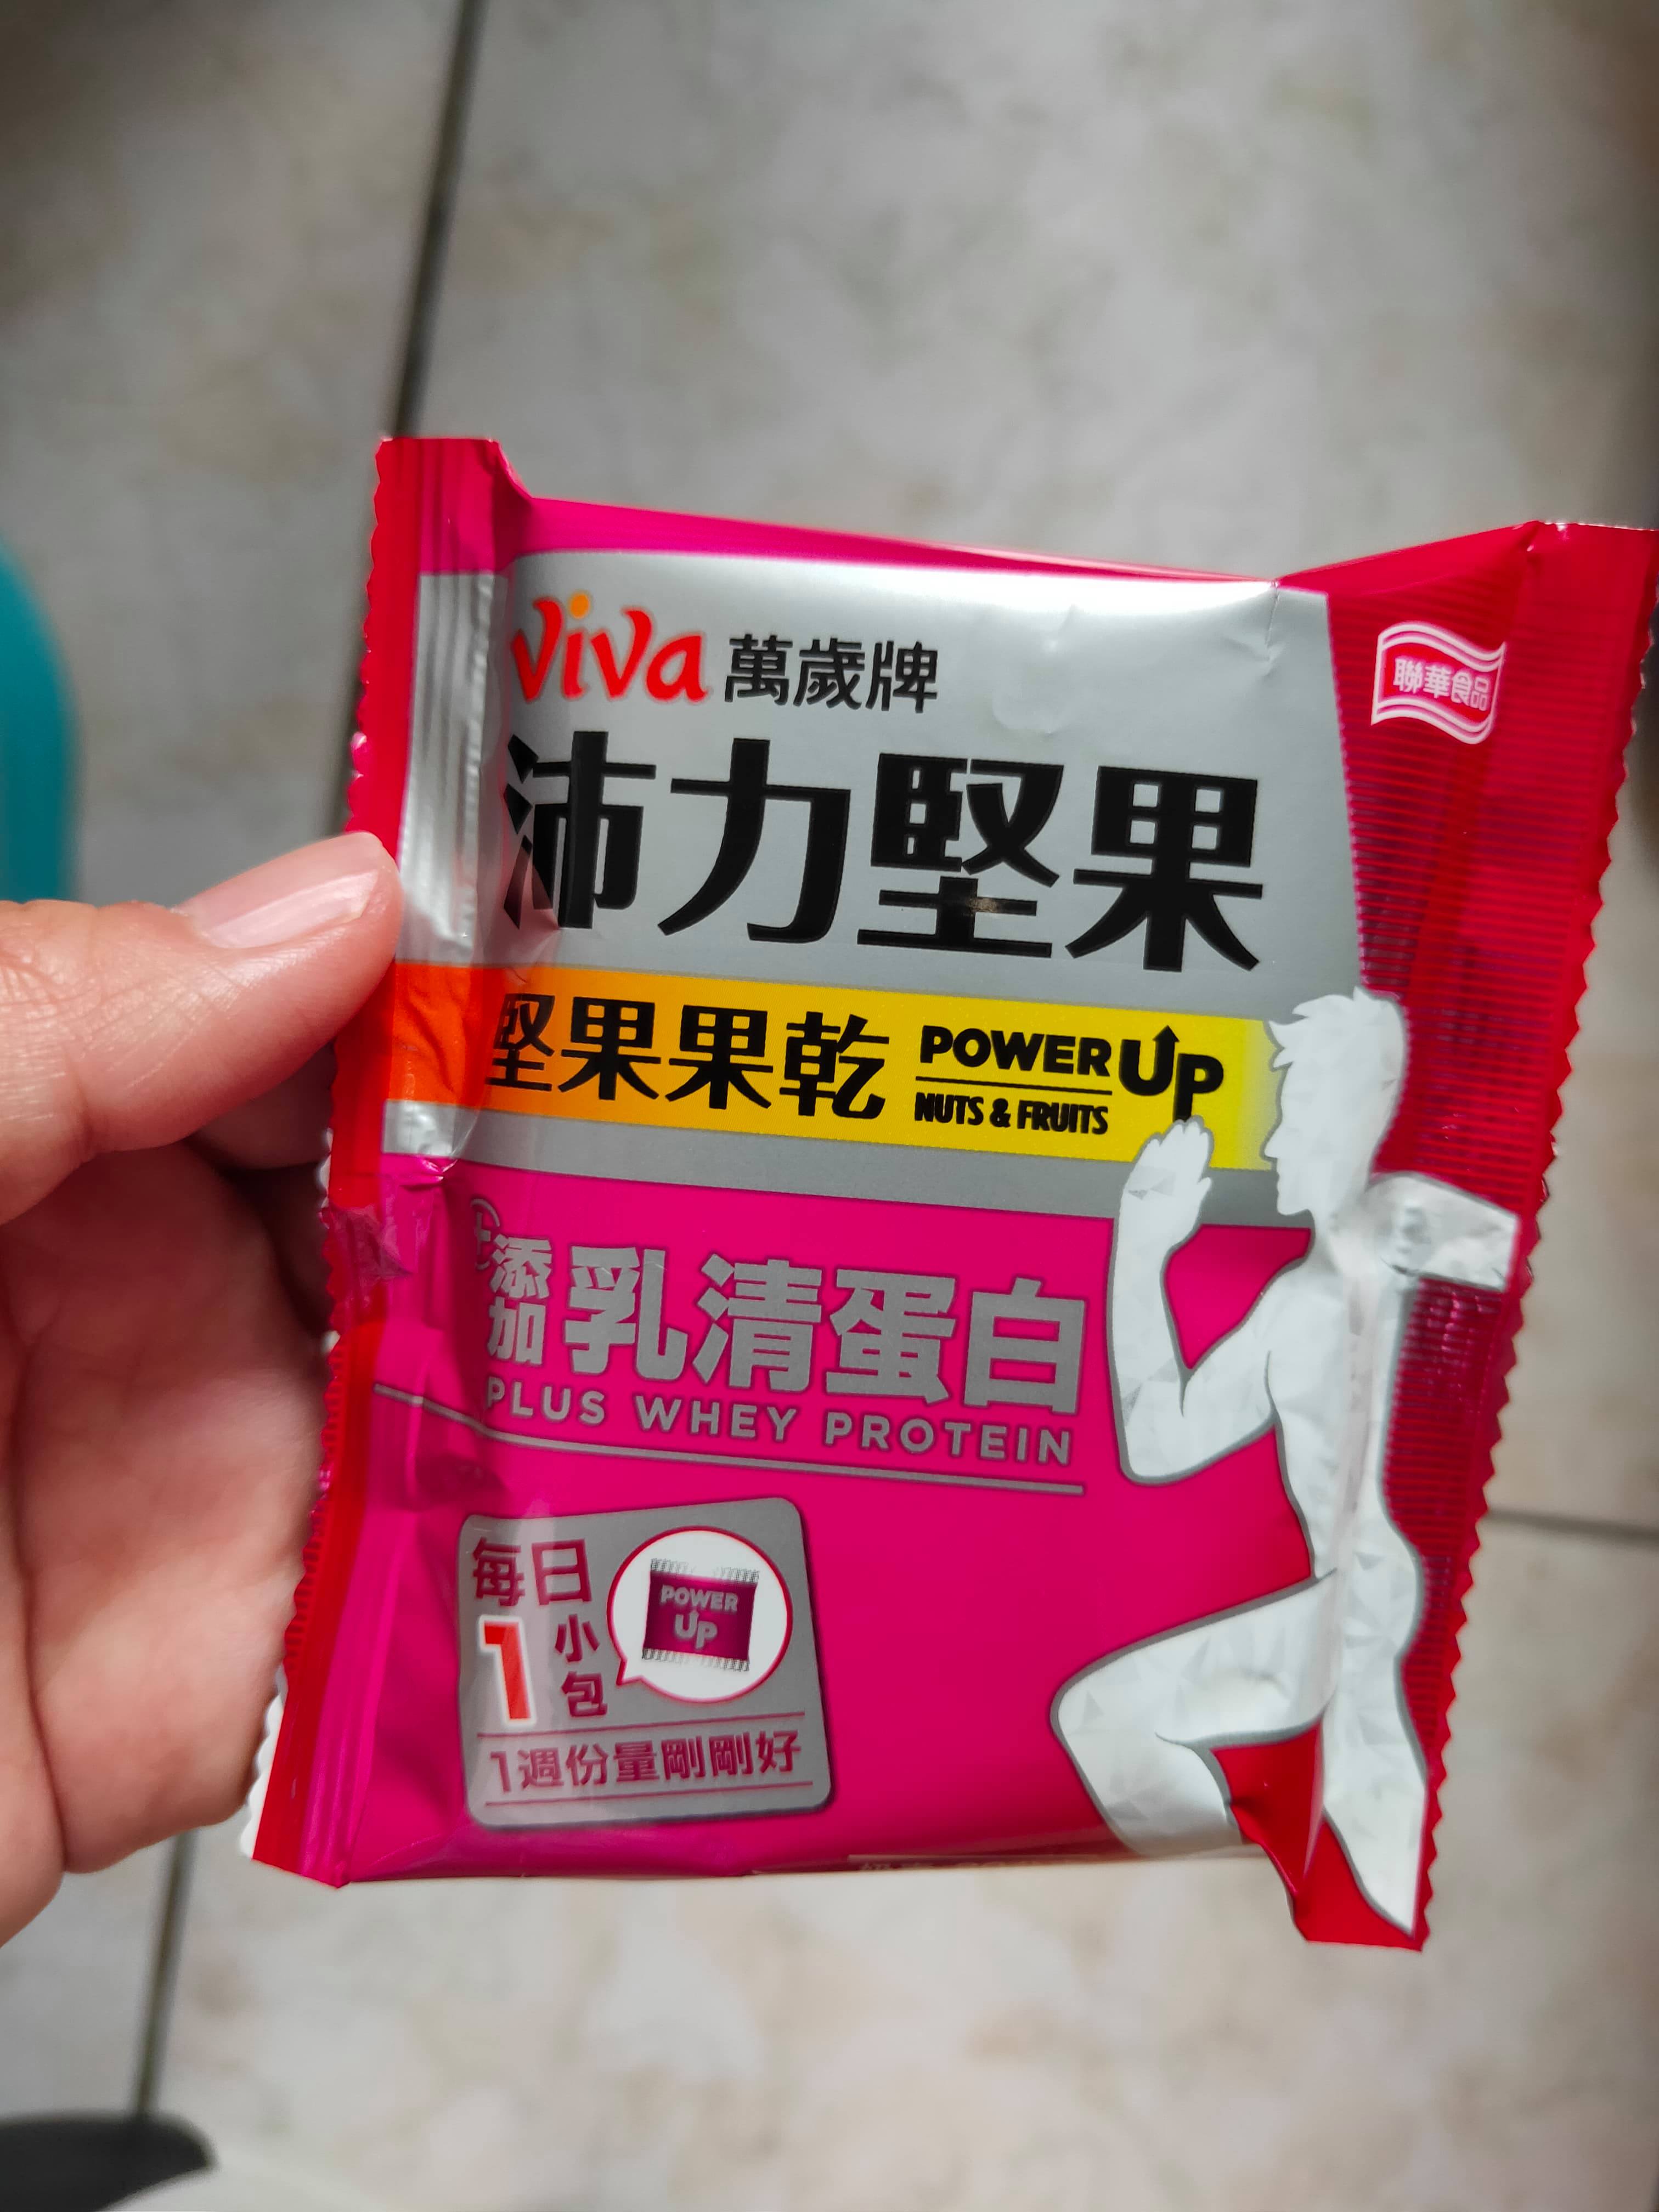 viva 萬歲牌
聯華食品
沛力堅果
堅果果乾 POWER UP
NUTS & FRUITS
添加 乳清蛋白
PLUS WHEY PROTEIN
每日
1小包
POWER
UP
1週份量剛剛好